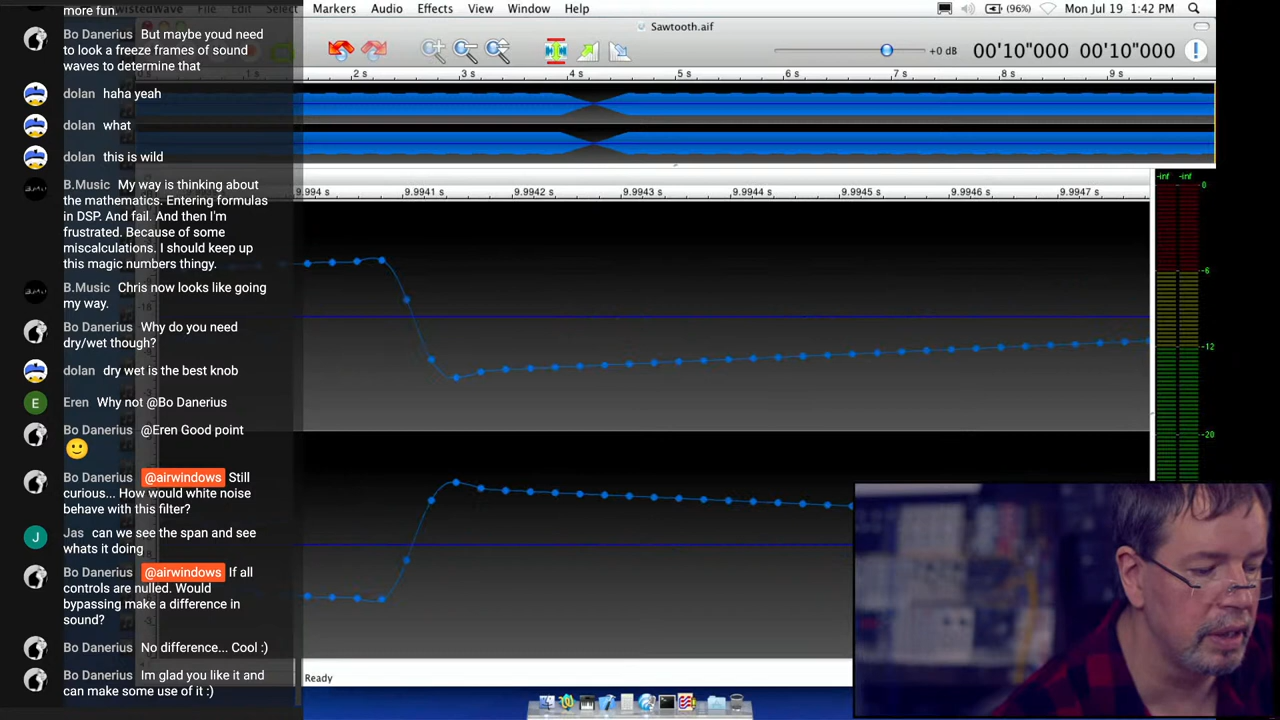 more fun.
Bo Danerius But maybe youd need
to look a freeze frames of sound
waves to determine that
dolan haha yeah
dolan what
dolan this is wild
B.Music My way is thinking about
the mathematics. Entering formulas
in DSP. And fail. And then I'm
frustrated. Because of some
miscalculations. I should keep up
this magic numbers thingy.
B.Music Chris now looks like going
my way.
Bo Danerius Why do you need
dry/wet though?
dolan dry wet is the best knob
E Eren Why not @Bo Danerius
Bo Danerius @Eren Good point
Bo Danerius @airwindows Still
curious... How would white noise
behave with this filter?
J Jas can we see the span and see
whats it doing
Bo Danerius @airwindows If all
controls are nulled. Would
bypassing make a difference in
sound?
Bo Danerius No difference... Cool :)
Bo Danerius Im glad you like it and
can make some use of it :)
Markers Audio Effects View Window Help
(96%) Mon Jul 19 1:42 PM
Sawtooth.aif
+0 dB 00'10"000 00'10"000
2 s 3 s 4 s 5 s 6 s 7 s 8 s 9 s
9.994 s 9.9941 s 9.9942 s 9.9943 s 9.9944 s 9.9945 s 9.9946 s 9.9947 s
-inf -inf
0
-6
-12
-20
Ready